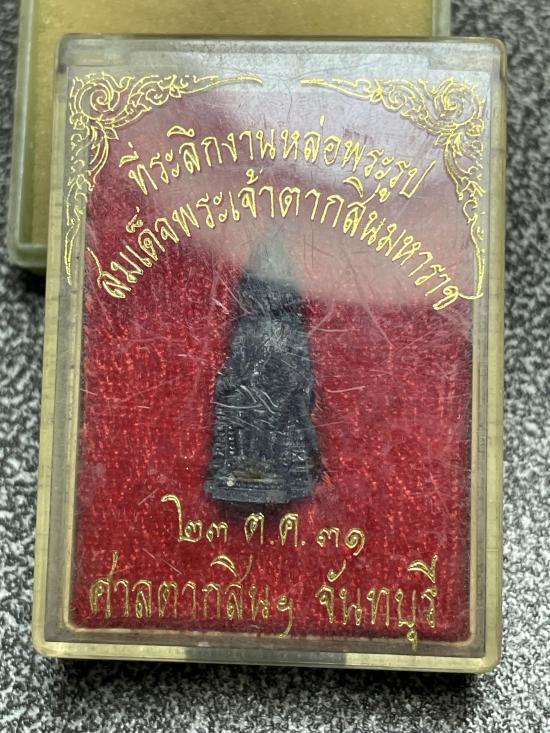 ที่ระลึกงานหล่อพระรูป
สมเด็จพระเจ้าตากสินมหาราช
๒๓ ต.ค. ๓๑
ศาลตากสินฯ จันทบุรี